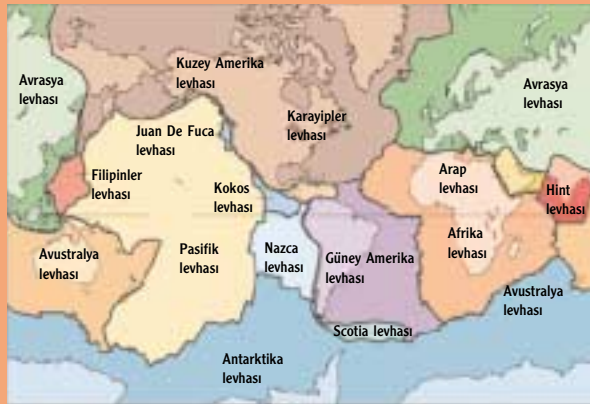 Avrasya
levhası
Kuzey Amerika
levhası
Karayipler
levhası
Avrasya
levhası
Juan De Fuca
levhası
Filipinler
levhası
Kokos
levhası
Arap
levhası
Hint
levhası
Avustralya
levhası
Pasifik
levhası
Nazca
levhası
Güney Amerika
levhası
Afrika
levhası
Avustralya
levhası
Scotia levhası
Antarktika
levhası